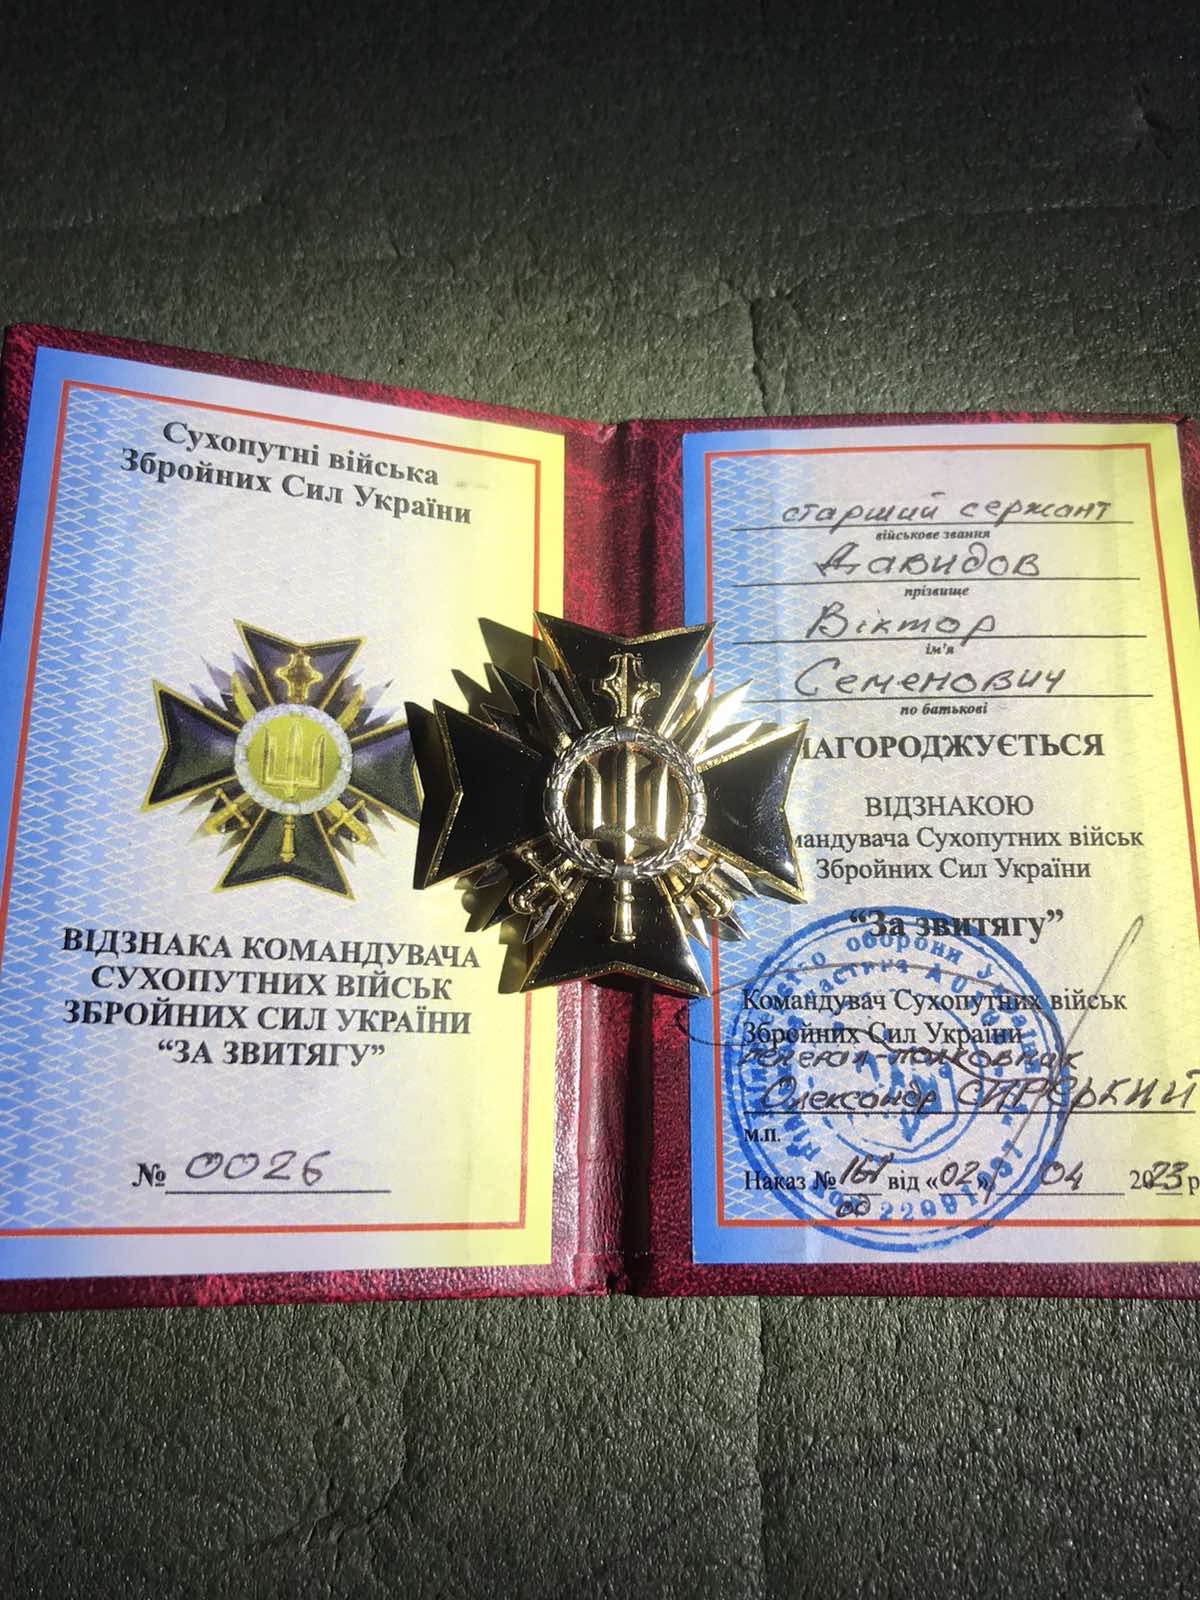 Сухопутні війська
Збройних Сил України
ВІДЗНАКА КОМАНДУВАЧА
СУХОПУТНИХ ВІЙСЬК
ЗБРОЙНИХ СИЛ УКРАЇНИ
“ЗА ЗВИТЯГУ”
№ 0026
старший сержант
військове звання
Давидов
прізвище
Віктор
ім'я
Семенович
по батькові
НАГОРОДЖУЄТЬСЯ
ВІДЗНАКОЮ
Командувача Сухопутних військ
Збройних Сил України
“За звитягу”
Командувач Сухопутних військ
Збройних Сил України
генерал-полковник
Олександр СИРСЬКИЙ
М.П.
Наказ № 161 від «02» 04 2023 р
од